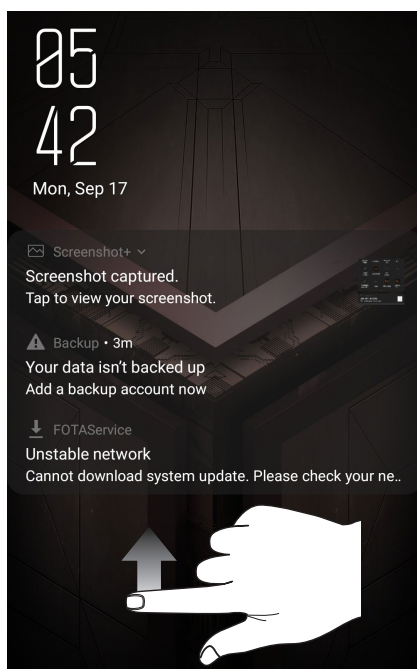 05
42
Mon, Sep 17
Screenshot+
Screenshot captured.
Tap to view your screenshot.
Backup • 3m
Your data isn't backed up
Add a backup account now
FOTAService
Unstable network
Cannot download system update. Please check your ne..